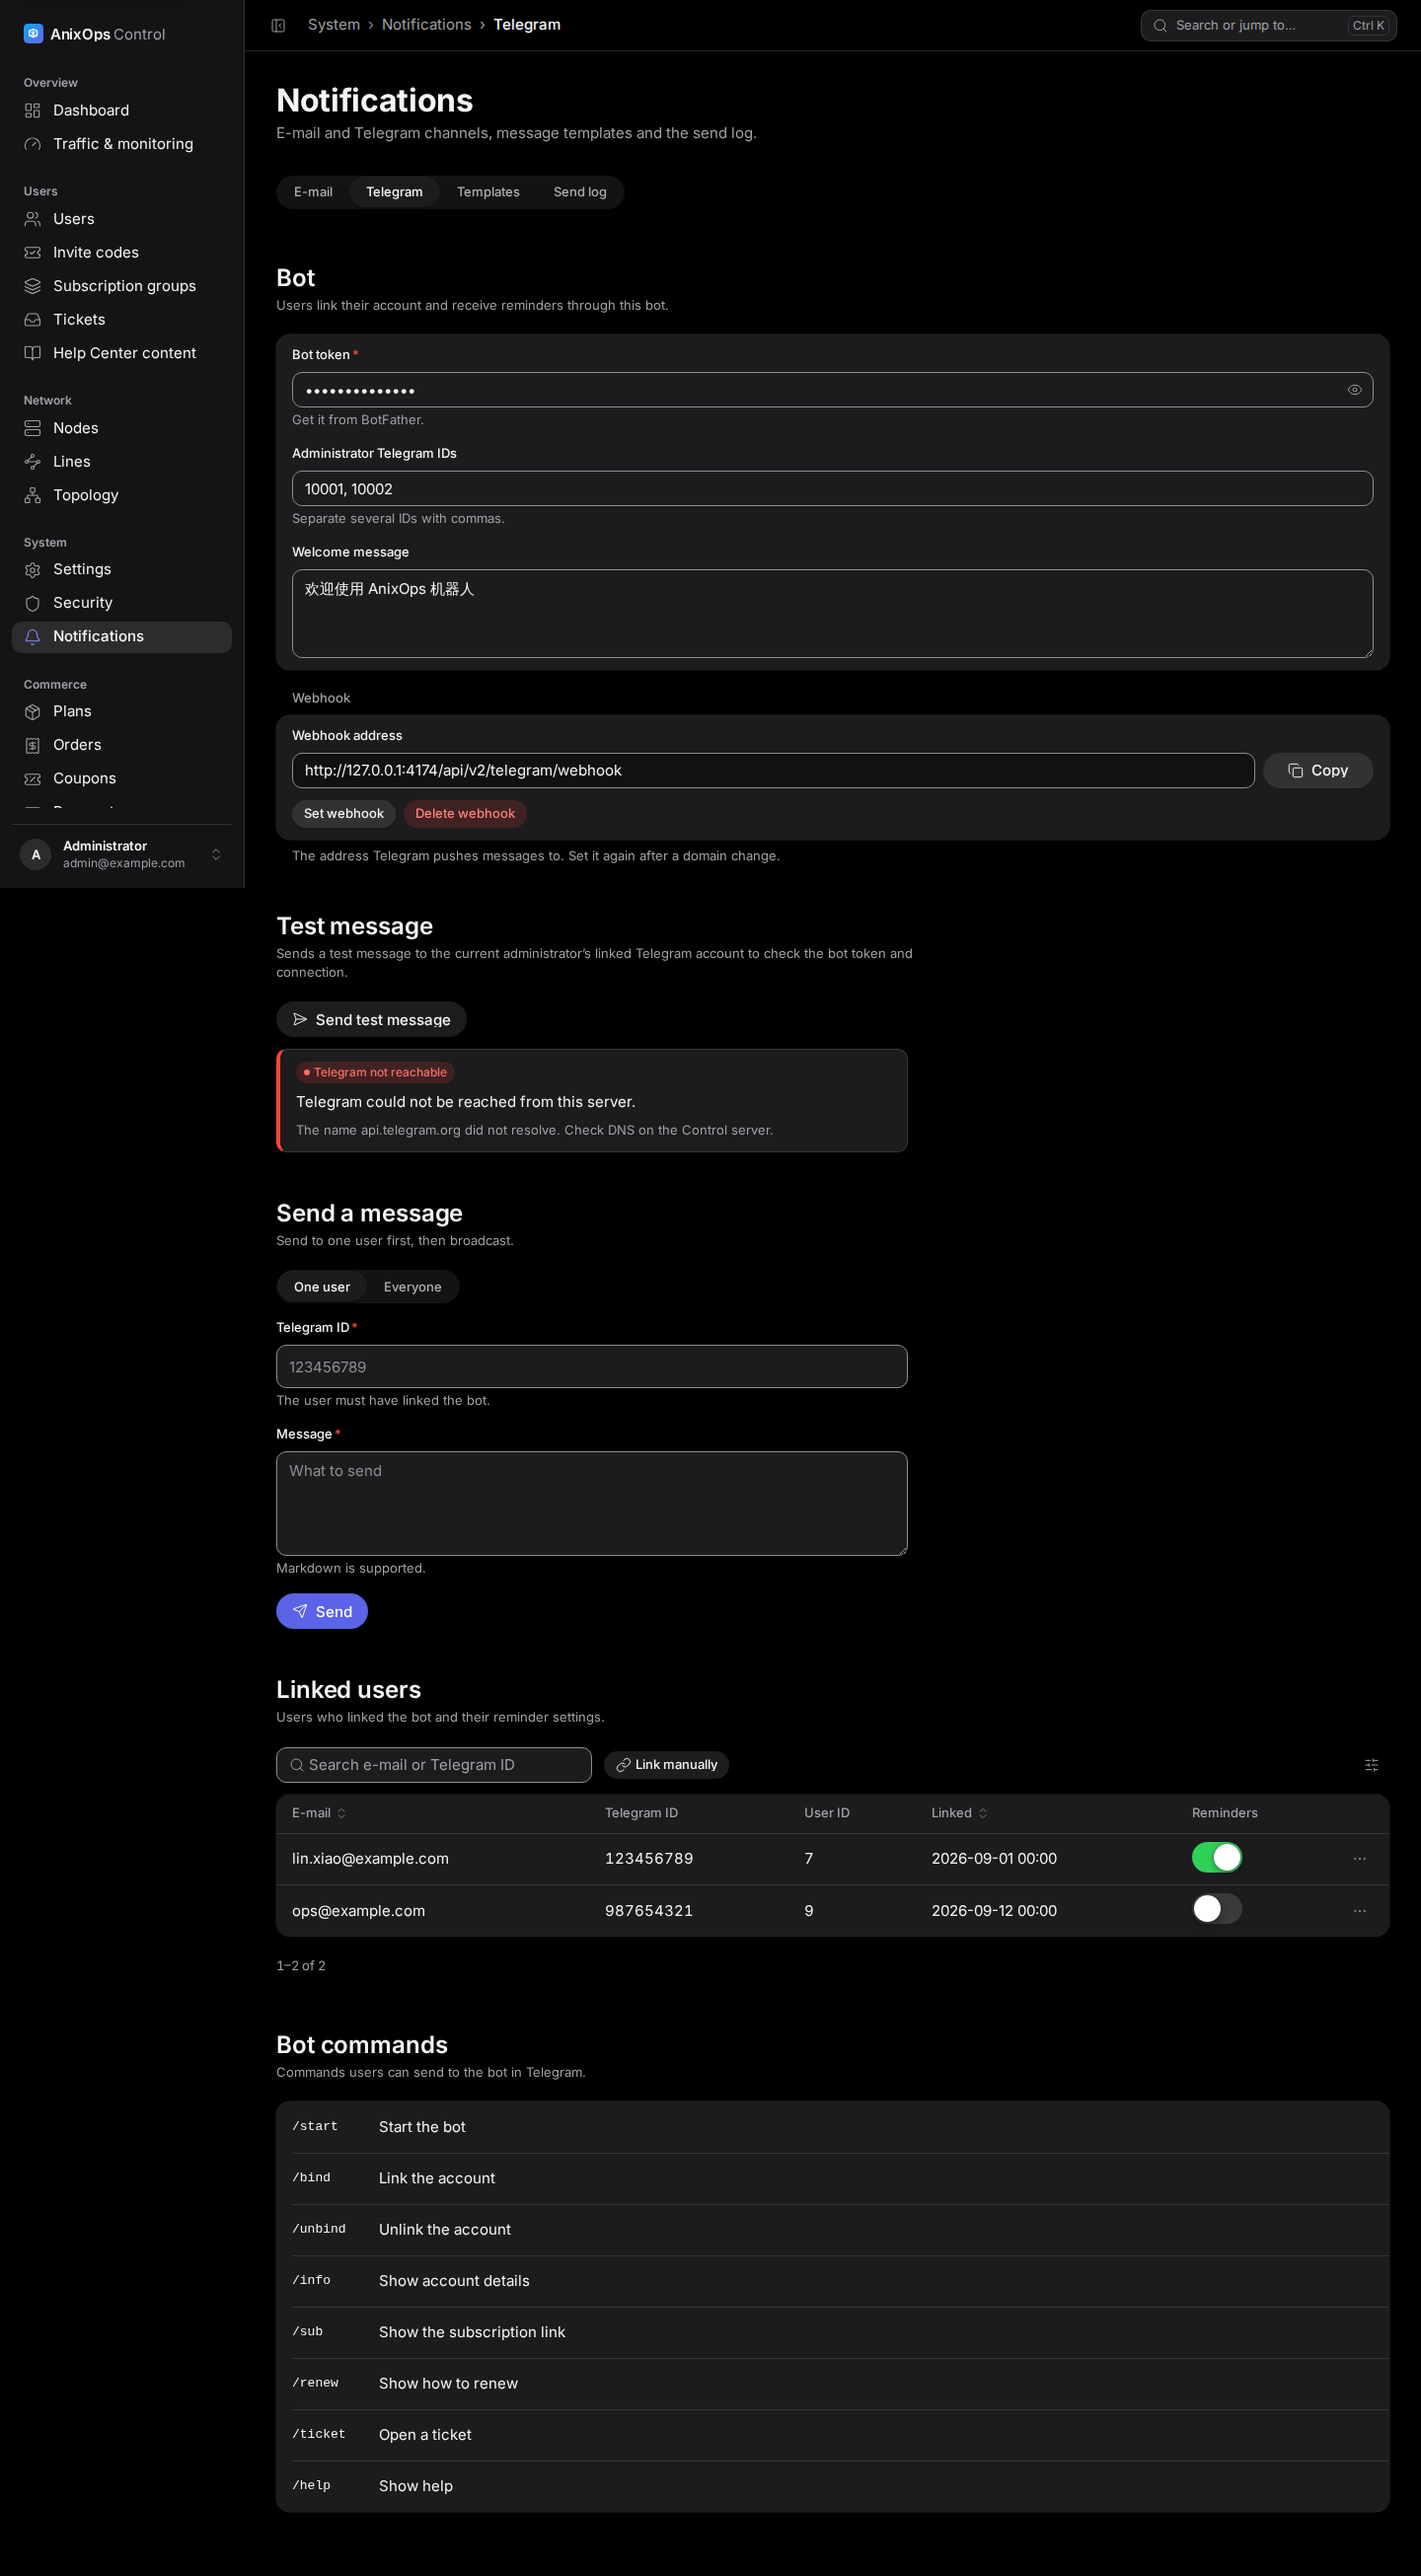 AnixOps Control
Overview
Dashboard
Traffic & monitoring
Users
Users
Invite codes
Subscription groups
Tickets
Help Center content
Network
Nodes
Lines
Topology
System
Settings
Security
Notifications
Commerce
Plans
Orders
Coupons
A
Administrator
admin@example.com
System › Notifications › Telegram
Search or jump to...
Ctrl K
Notifications
E-mail and Telegram channels, message templates and the send log.
E-mail
Telegram
Templates
Send log
Bot
Users link their account and receive reminders through this bot.
Bot token *
••••••••••••••
Get it from BotFather.
Administrator Telegram IDs
10001, 10002
Separate several IDs with commas.
Welcome message
欢迎使用 AnixOps 机器人
Webhook
Webhook address
http://127.0.0.1:4174/api/v2/telegram/webhook
Copy
Set webhook
Delete webhook
The address Telegram pushes messages to. Set it again after a domain change.
Test message
Sends a test message to the current administrator’s linked Telegram account to check the bot token and
connection.
Send test message
Telegram not reachable
Telegram could not be reached from this server.
The name api.telegram.org did not resolve. Check DNS on the Control server.
Send a message
Send to one user first, then broadcast.
One user
Everyone
Telegram ID *
123456789
The user must have linked the bot.
Message *
What to send
Markdown is supported.
Send
Linked users
Users who linked the bot and their reminder settings.
Search e-mail or Telegram ID
Link manually
E-mail Telegram ID User ID Linked Reminders
lin.xiao@example.com 123456789 7 2026-09-01 00:00
ops@example.com 987654321 9 2026-09-12 00:00
1–2 of 2
Bot commands
Commands users can send to the bot in Telegram.
/start Start the bot
/bind Link the account
/unbind Unlink the account
/info Show account details
/sub Show the subscription link
/renew Show how to renew
/ticket Open a ticket
/help Show help